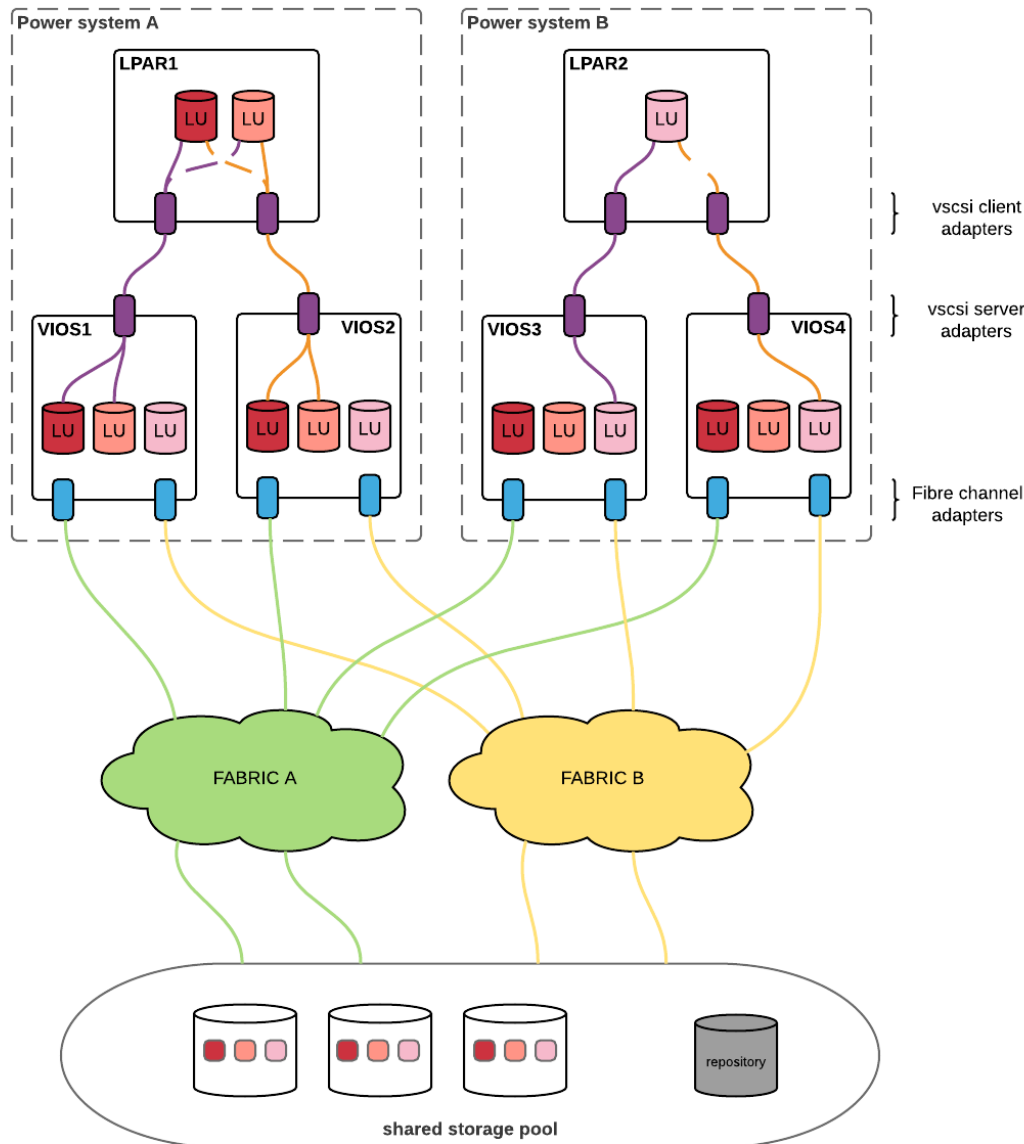 Power system A
Power system B
LPAR1
LPAR2
LU
LU
LU
vscsi client
adapters
vscsi server
adapters
VIOS1
VIOS2
VIOS3
VIOS4
LU
LU
LU
LU
LU
LU
LU
LU
LU
LU
LU
LU
Fibre channel
adapters
FABRIC A
FABRIC B
repository
shared storage pool